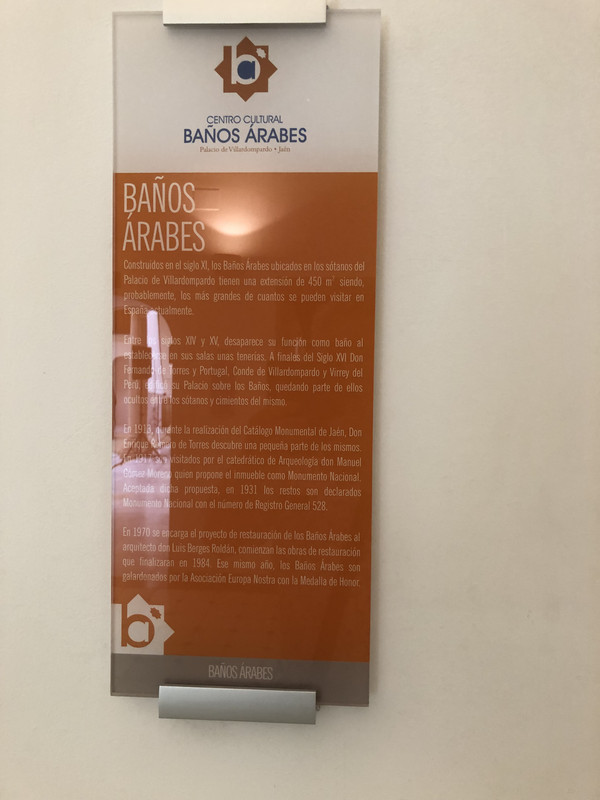 ba
CENTRO CULTURAL
BAÑOS ÁRABES
Palacio de Villardompardo • Jaén
BAÑOS
ÁRABES
Construidos en el siglo XI, los Baños Árabes ubicados en los sótanos del
Palacio de Villardompardo tienen una extensión de 450 m² siendo,
probablemente, los más grandes de cuantos se pueden visitar en
España actualmente.
Entre los siglos XIV y XV, desaparece su función como baño al
establecerse en sus salas unas tenerías. A finales del Siglo XVI Don
Fernando de Torres y Portugal, Conde de Villardompardo y Virrey del
Perú, edificó su Palacio sobre los Baños, quedando parte de ellos
ocultos entre los sótanos y cimientos del mismo.
En 1913, durante la realización del Catálogo Monumental de Jaén, Don
Enrique Romero de Torres descubre una pequeña parte de los mismos.
visitados por el catedrático de Arqueología don Manuel
Gómez Moreno quien propone el inmueble como Monumento Nacional.
Aceptada dicha propuesta, en 1931 los restos son declarados
Monumento Nacional con el número de Registro General 528.
En 1970 se encarga el proyecto de restauración de los Baños Árabes al
arquitecto don Luis Berges Roldán, comienzan las obras de restauración
que finalizaran en 1984. Ese mismo año, los Baños Árabes son
galardonados por la Asociación Europa Nostra con la Medalla de Honor.
ba
BAÑOS ÁRABES